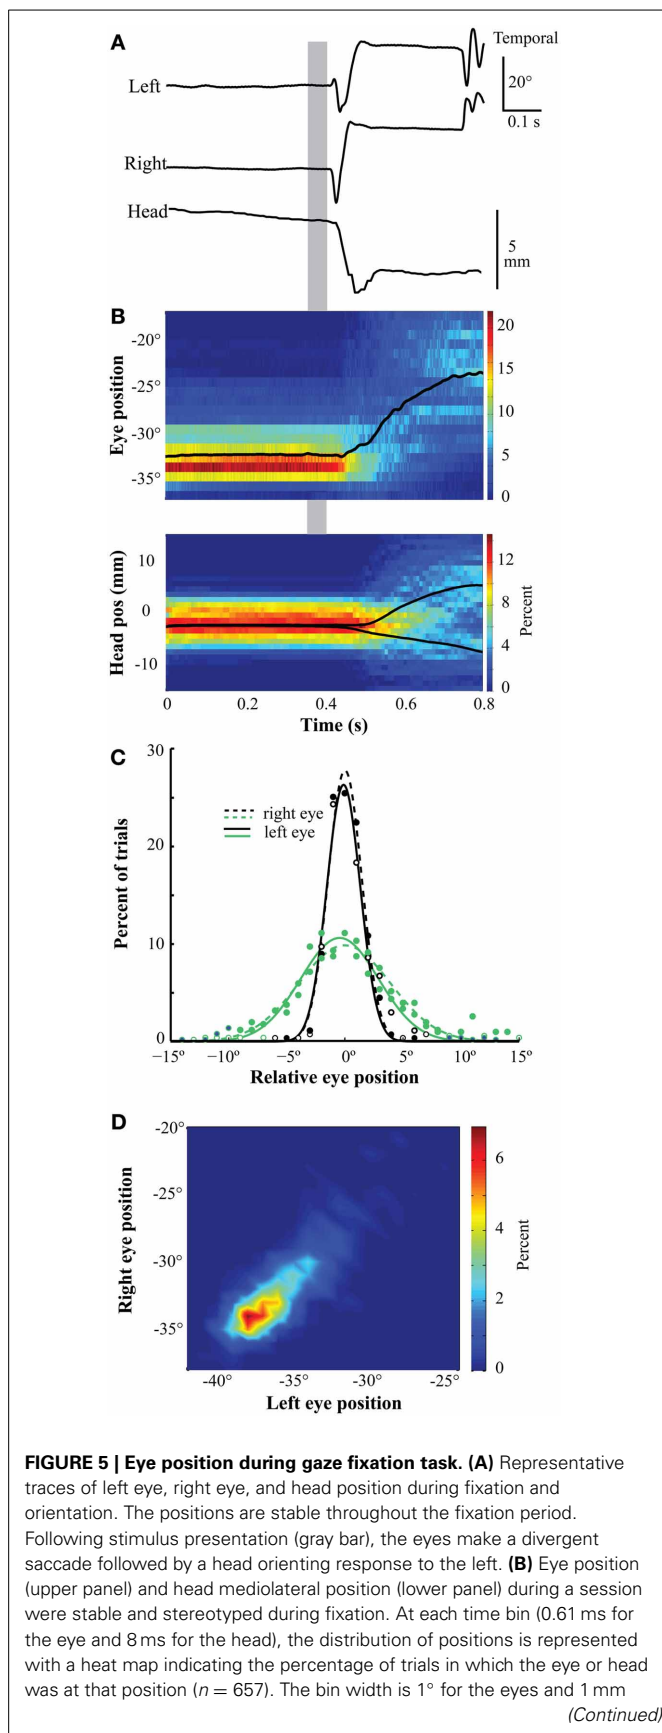 A
Temporal
Left
20°
0.1 s
Right
Head
5
mm
B
Eye position
-20°
-25°
-30°
-35°
20
15
10
5
0
Head pos (mm)
10
0
-10
12
8
4
0
Percent
0 0.2 0.4 0.6 0.8
Time (s)
C
Percent of trials
30
20
10
0
right eye
left eye
−15° −10° −5° 0° 5° 10° 15°
Relative eye position
D
Right eye position
-20°
-25°
-30°
-35°
6
4
2
0
Percent
-40° -35° -30° -25°
Left eye position
FIGURE 5 | Eye position during gaze fixation task. (A) Representative
traces of left eye, right eye, and head position during fixation and
orientation. The positions are stable throughout the fixation period.
Following stimulus presentation (gray bar), the eyes make a divergent
saccade followed by a head orienting response to the left. (B) Eye position
(upper panel) and head mediolateral position (lower panel) during a session
were stable and stereotyped during fixation. At each time bin (0.61 ms for
the eye and 8 ms for the head), the distribution of positions is represented
with a heat map indicating the percentage of trials in which the eye or head
was at that position (n = 657). The bin width is 1° for the eyes and 1 mm
(Continued)